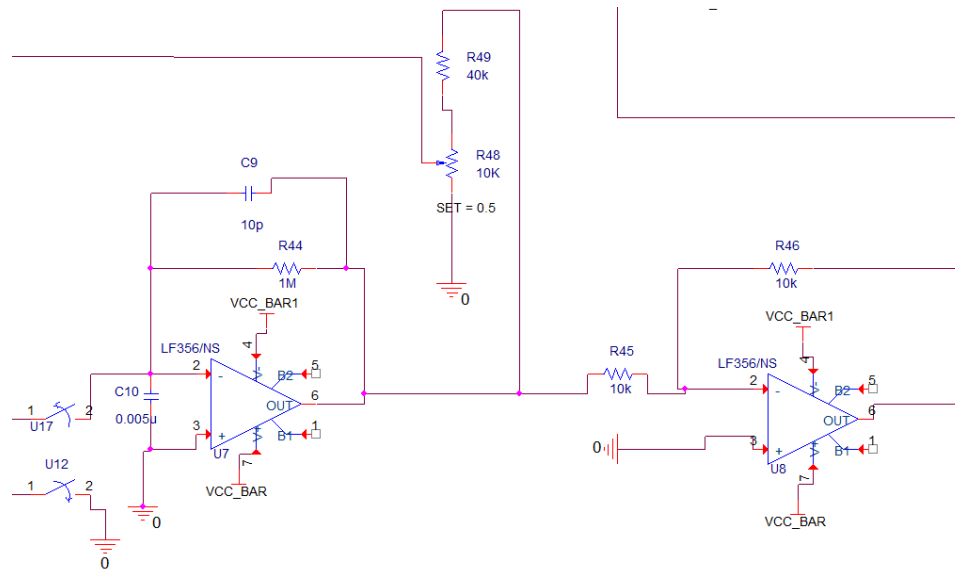 R49
40k
R48
10K
SET = 0.5
0
C9
10p
R44
1M
VCC_BAR1
LF356/NS
4
V-
5
B2
2
-
6
OUT
3
+
1
B1
V+
U7
7
VCC_BAR
C10
0.005u
1
2
U17
U12
1
2
0
0
R46
10k
VCC_BAR1
R45
10k
LF356/NS
4
V-
5
B2
2
-
6
OUT
0
3
+
1
B1
V+
U8
7
VCC_BAR